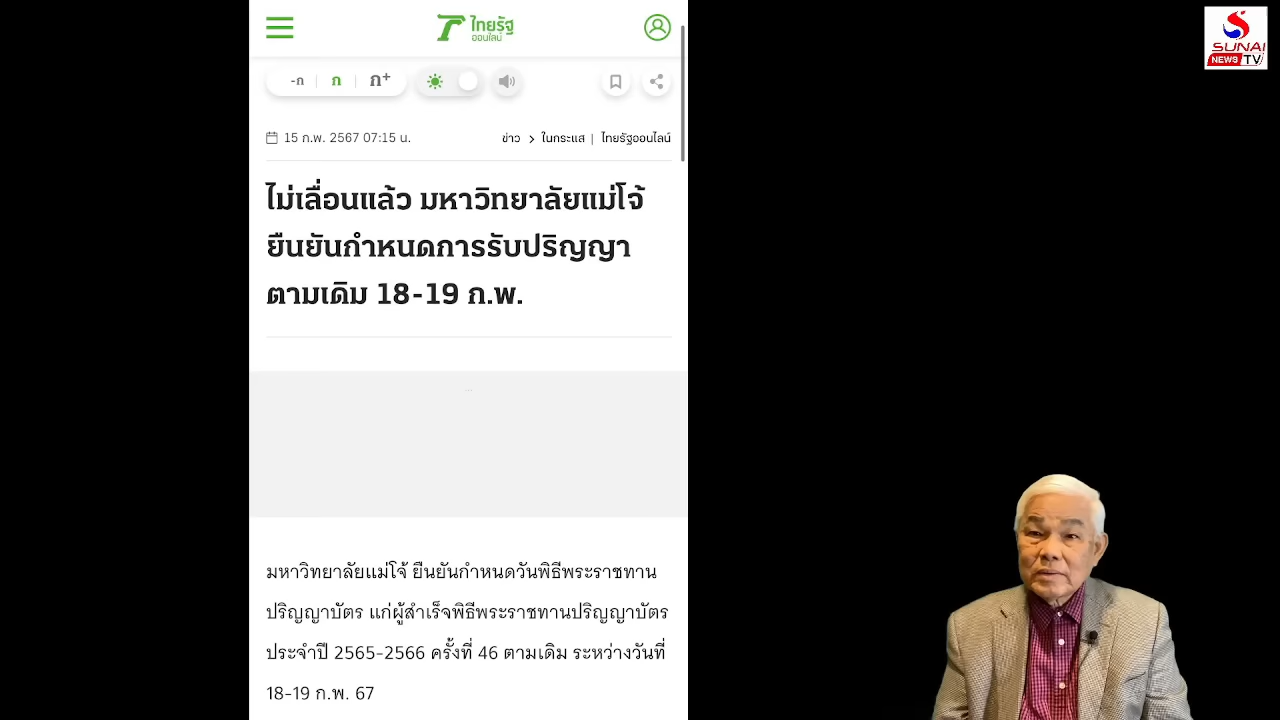 ไทยรัฐ
ออนไลน์
SUNAI
NEWS TV
-ก ก ก+
15 ก.พ. 2567 07:15 น.
ข่าว > ในกระแส | ไทยรัฐออนไลน์
ไม่เลื่อนแล้ว มหาวิทยาลัยแม่โจ้
ยืนยันกำหนดการรับปริญญา
ตามเดิม 18-19 ก.พ.
มหาวิทยาลัยแม่โจ้ ยืนยันกำหนดวันพิธีพระราชทาน
ปริญญาบัตร แก่ผู้สำเร็จพิธีพระราชทานปริญญาบัตร
ประจำปี 2565-2566 ครั้งที่ 46 ตามเดิม ระหว่างวันที่
18-19 ก.พ. 67